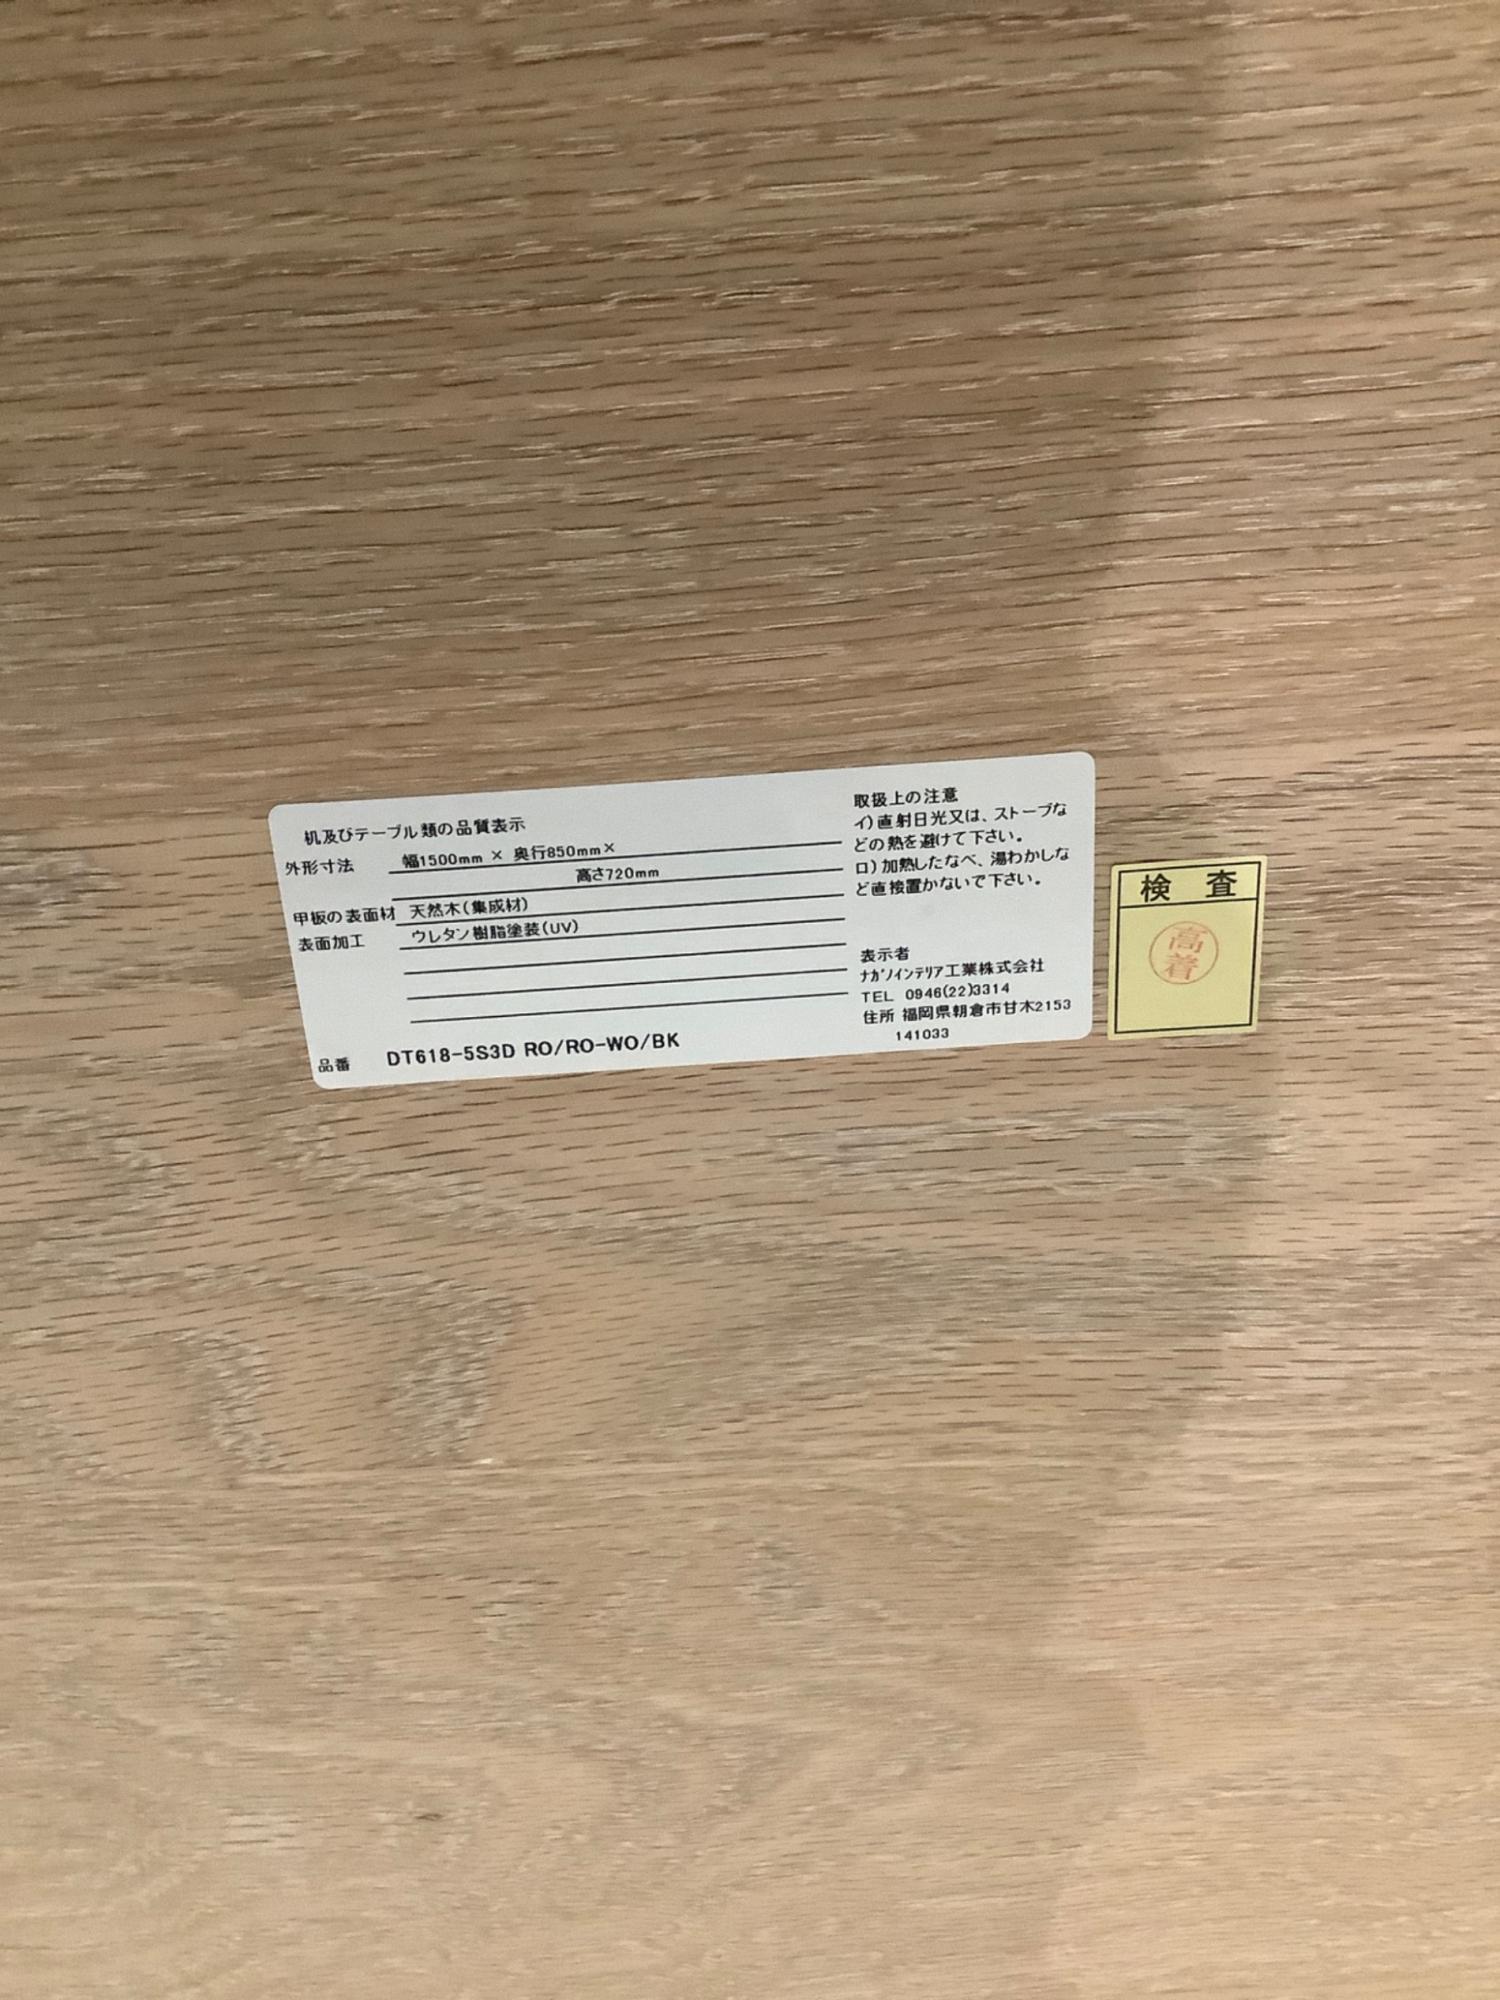 机及びテーブル類の品質表示
外形寸法 幅1500mm × 奥行850mm×
高さ720mm
甲板の表面材 天然木(集成材)
表面加工 ウレタン樹脂塗装(UV)
品番 DT618-5S3D RO/RO-WO/BK
取扱上の注意
イ)直射日光又は、ストーブな
どの熱を避けて下さい。
ロ)加熱したなべ、湯わかしな
ど直接置かないで下さい。
表示者
ナカノインテリア工業株式会社
TEL 0946(22)3314
住所 福岡県朝倉市甘木2153
141033
検 査
高
着